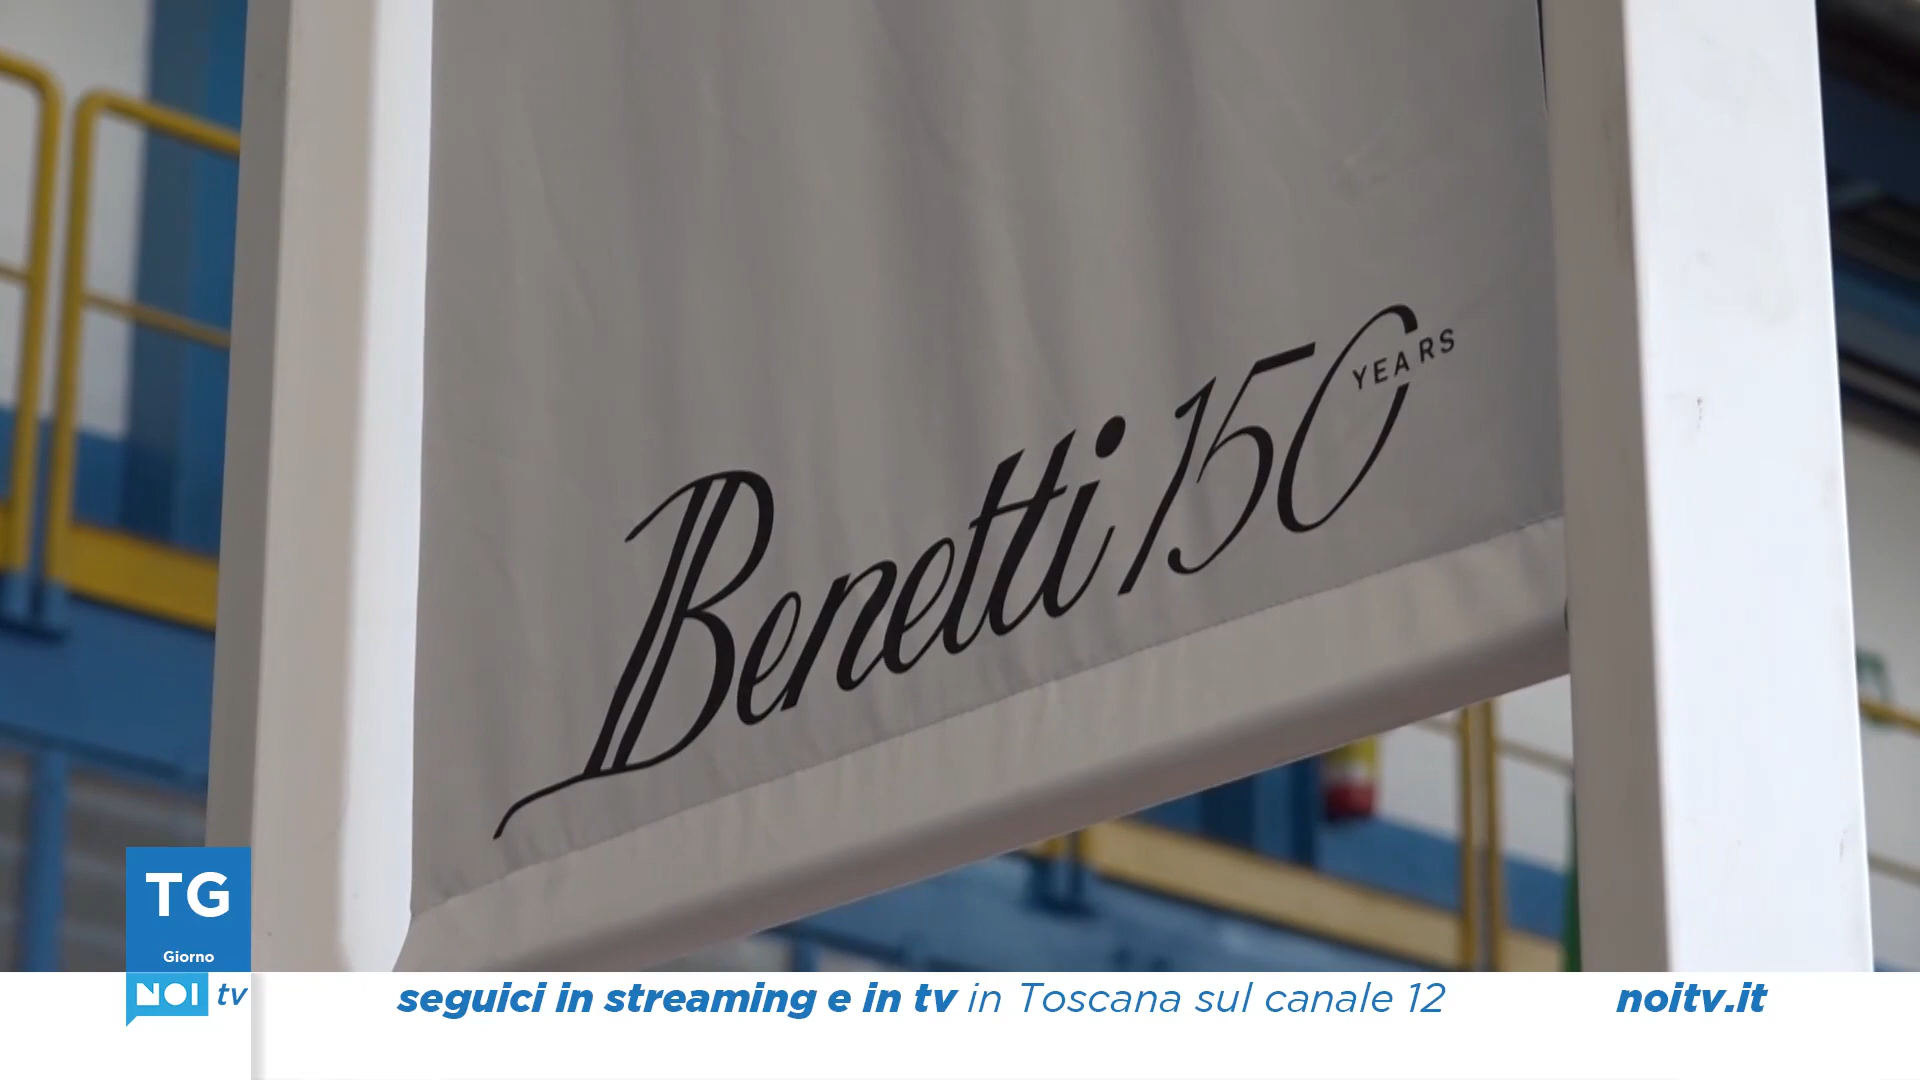 Benetti 150 YEARS
TG
Giorno
NOI tv
seguici in streaming e in tv in Toscana sul canale 12
noitv.it